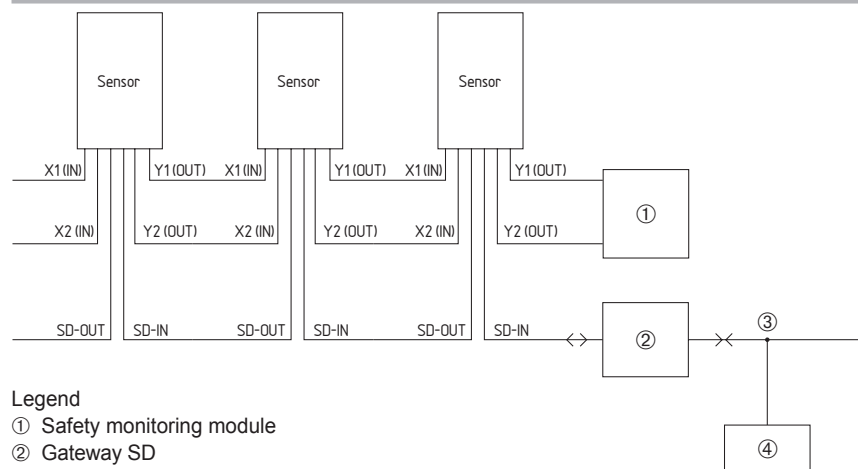 Sensor Sensor Sensor
X1(IN) Y1(OUT) X1(IN) Y1(OUT) X1(IN) Y1(OUT)
①
X2 (IN) Y2 (OUT) X2 (IN) Y2 (OUT) X2 (IN) Y2 (OUT)
③
SD-OUT SD-IN SD-OUT SD-IN SD-OUT SD-IN
②
Legend
① Safety monitoring module
② Gateway SD
④